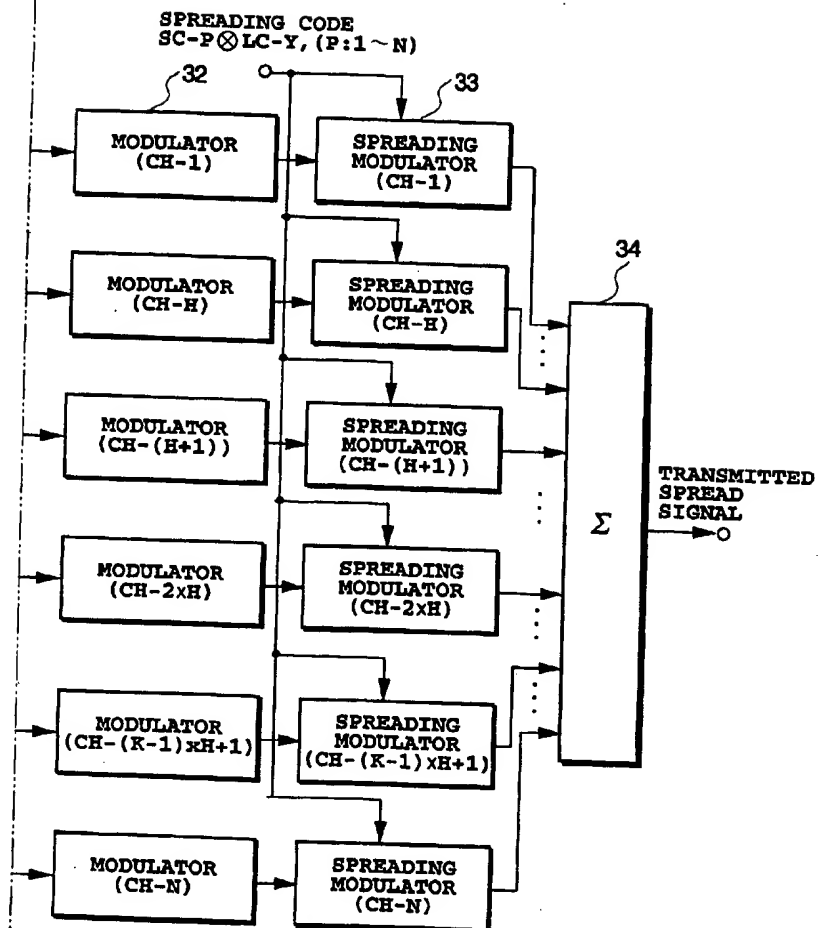 SPREADING CODE
SC-P⊗LC-Y,(P:1～N)
32
33
MODULATOR
(CH-1)
SPREADING
MODULATOR
(CH-1)
34
MODULATOR
(CH-H)
SPREADING
MODULATOR
(CH-H)
MODULATOR
(CH-(H+1))
SPREADING
MODULATOR
(CH-(H+1))
TRANSMITTED
SPREAD
SIGNAL
Σ
MODULATOR
(CH-2xH)
SPREADING
MODULATOR
(CH-2xH)
MODULATOR
(CH-(K-1)xH+1)
SPREADING
MODULATOR
(CH-(K-1)xH+1)
MODULATOR
(CH-N)
SPREADING
MODULATOR
(CH-N)